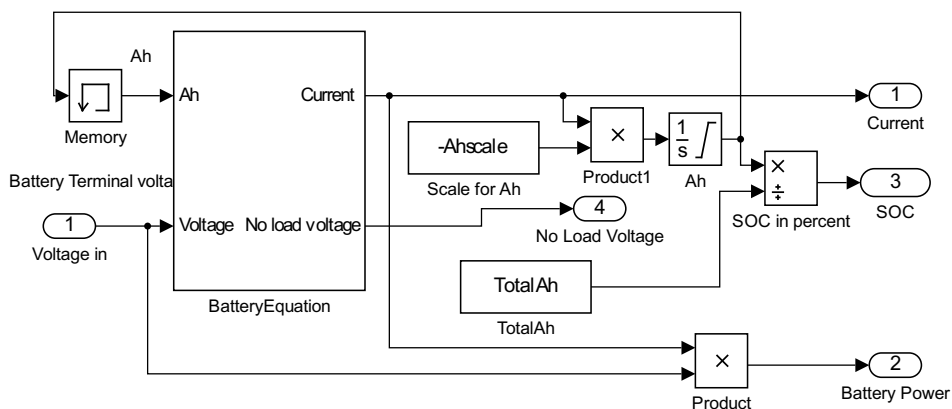 Ah
Ah
Current
Memory
1
Current
-Ahscale
×
1
s
Scale for Ah
Product1
Ah
×
÷
3
SOC
SOC in percent
Battery Terminal volta
1
Voltage in
Voltage
No load voltage
4
No Load Voltage
BatteryEquation
TotalAh
TotalAh
×
2
Product
Battery Power